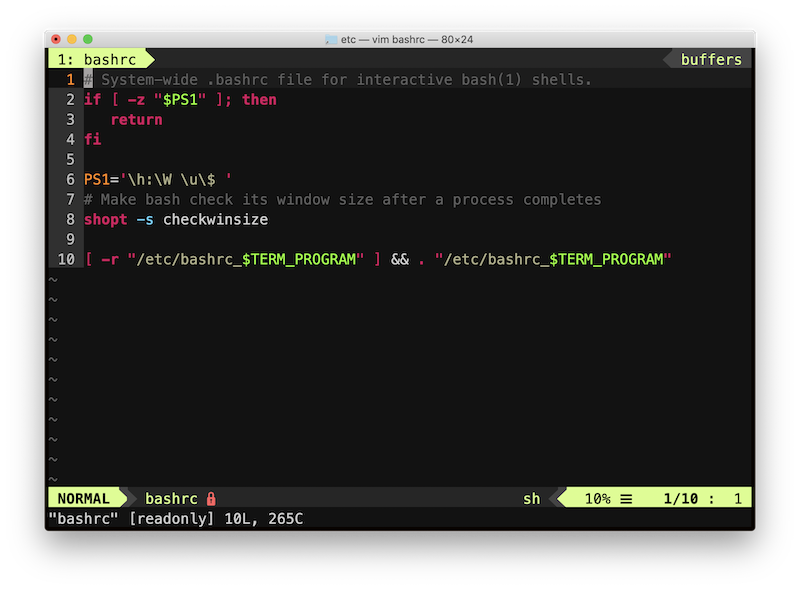 etc — vim bashrc — 80×24
1: bashrc buffers
1 # System-wide .bashrc file for interactive bash(1) shells.
2 if [ -z "$PS1" ]; then
3    return
4 fi
5
6 PS1='\h:\W \u\$ '
7 # Make bash check its window size after a process completes
8 shopt -s checkwinsize
9
10 [ -r "/etc/bashrc_$TERM_PROGRAM" ] && . "/etc/bashrc_$TERM_PROGRAM"
~
~
~
~
~
~
~
~
~
~
~
NORMAL bashrc sh 10% ☰ 1/10 : 1
"bashrc" [readonly] 10L, 265C